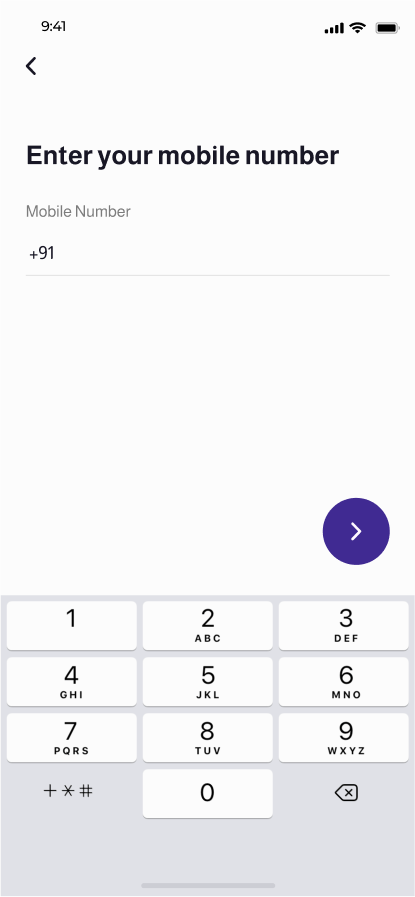 9:41
Enter your mobile number
Mobile Number
+91
1 2 3
ABC DEF
4 5 6
GHI JKL MNO
7 8 9
PQRS TUV WXYZ
+*# 0